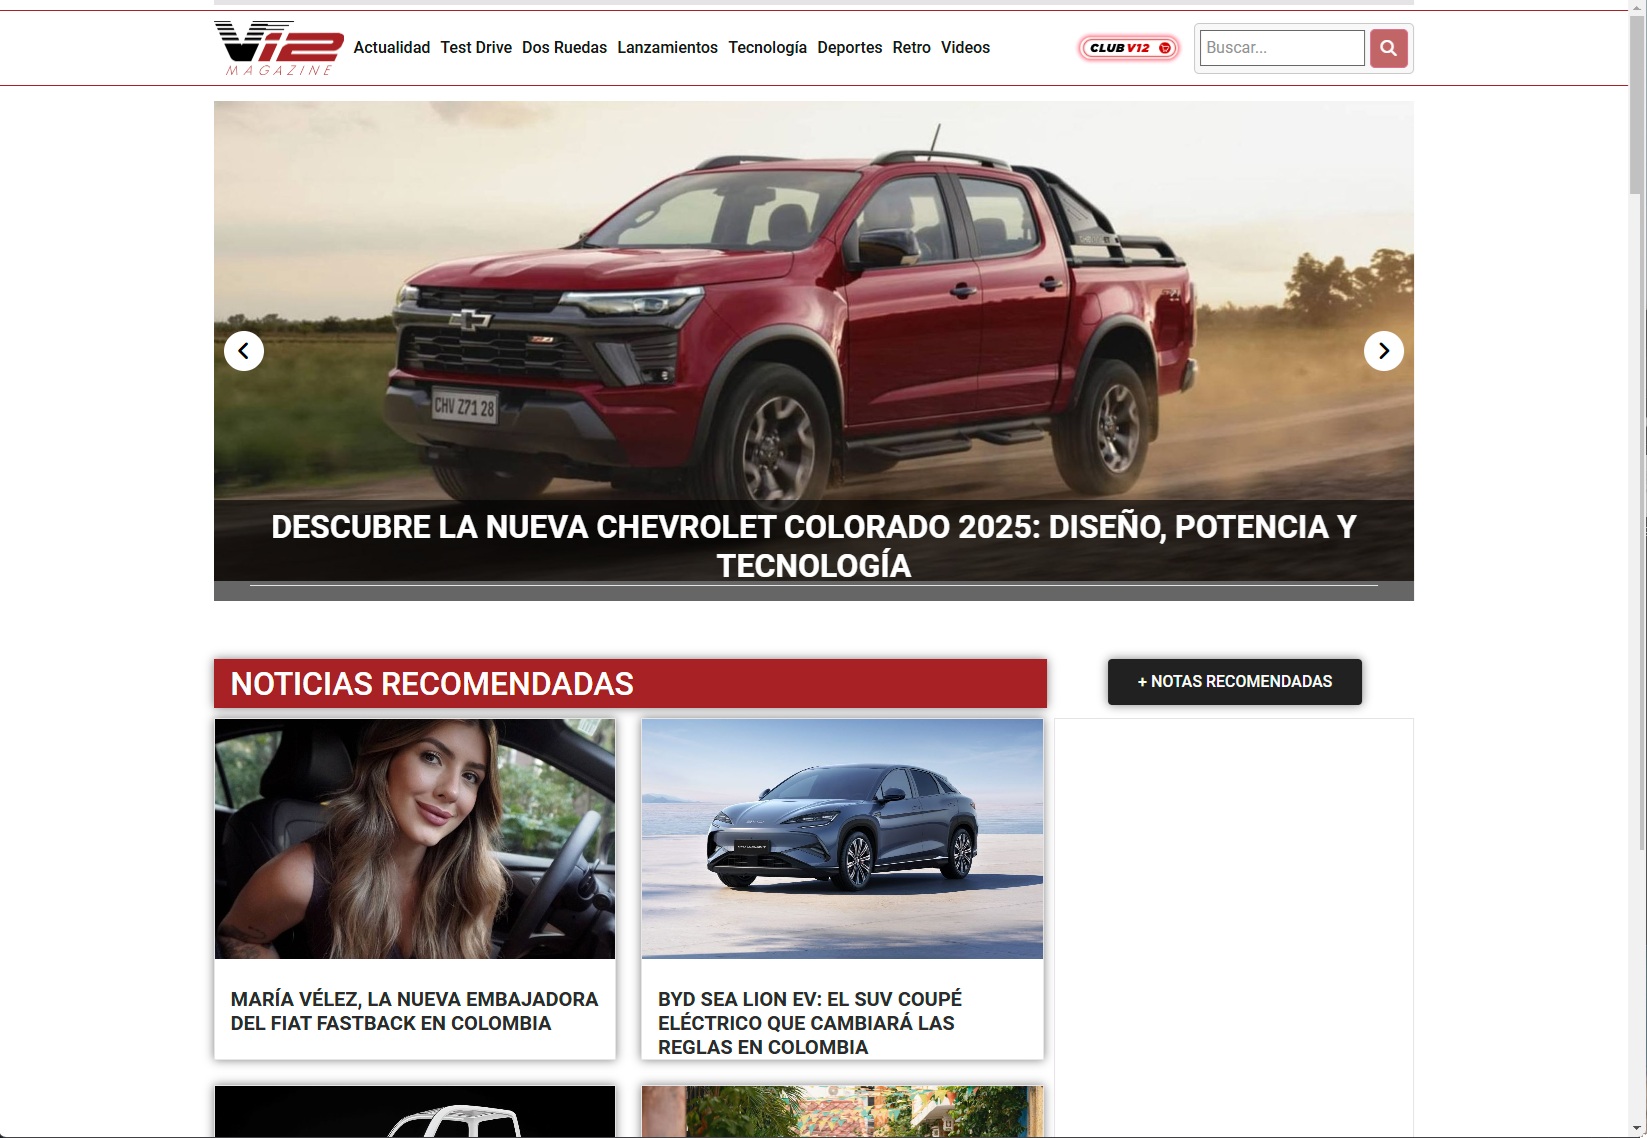 V12
MAGAZINE
Actualidad Test Drive Dos Ruedas Lanzamientos Tecnología Deportes Retro Videos
CLUB V12
Buscar...
CHV Z71 28
DESCUBRE LA NUEVA CHEVROLET COLORADO 2025: DISEÑO, POTENCIA Y
TECNOLOGÍA
NOTICIAS RECOMENDADAS
+ NOTAS RECOMENDADAS
MARÍA VÉLEZ, LA NUEVA EMBAJADORA
DEL FIAT FASTBACK EN COLOMBIA
BYD SEA LION EV: EL SUV COUPÉ
ELÉCTRICO QUE CAMBIARÁ LAS
REGLAS EN COLOMBIA